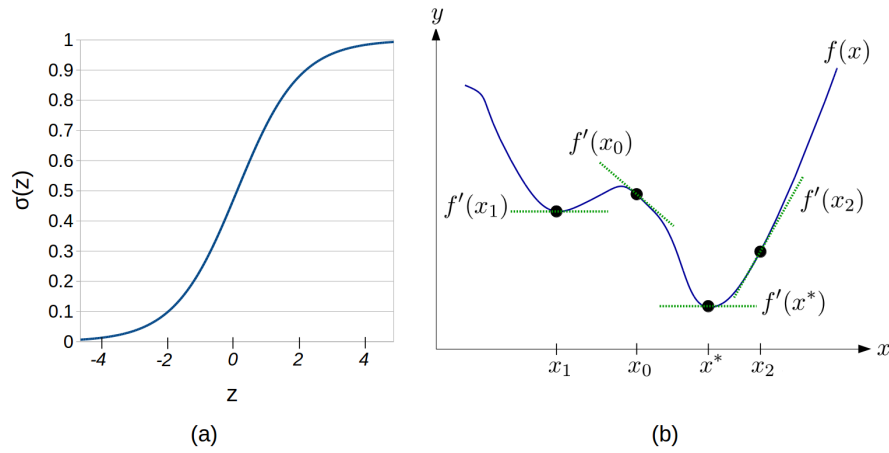 1
0.9
0.8
0.7
0.6
0.5
0.4
0.3
0.2
0.1
0
σ(z)
-4 -2 0 2 4
z
(a)
y
f(x)
f′(x₀)
f′(x₁)
f′(x₂)
f′(x*)
x₁ x₀ x* x₂
x
(b)